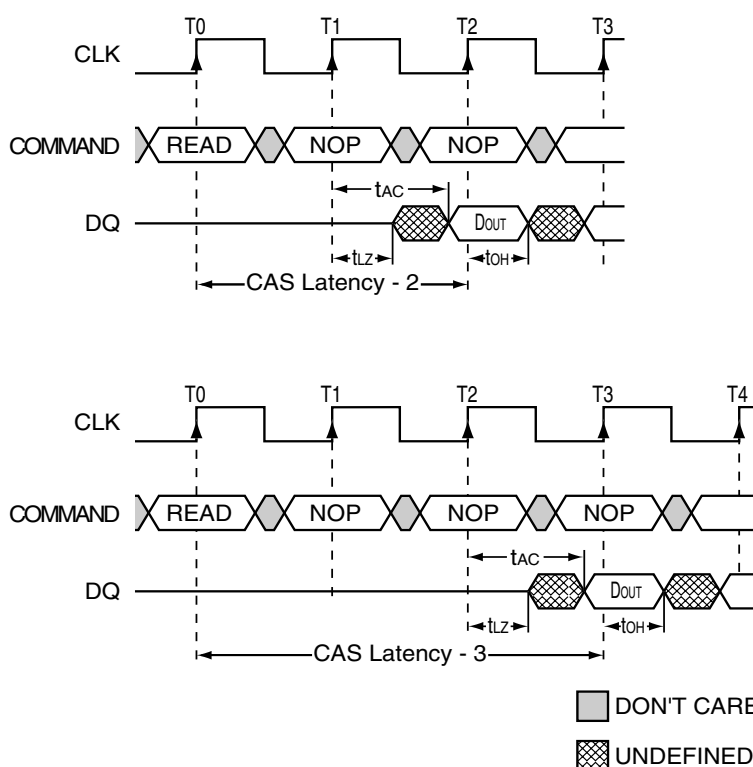 T0 T1 T2 T3
CLK
COMMAND READ NOP NOP
tAC
DQ DOUT
tLZ tOH
CAS Latency - 2
T0 T1 T2 T3 T4
CLK
COMMAND READ NOP NOP NOP
tAC
DQ DOUT
tLZ tOH
CAS Latency - 3
DON'T CARE
UNDEFINED